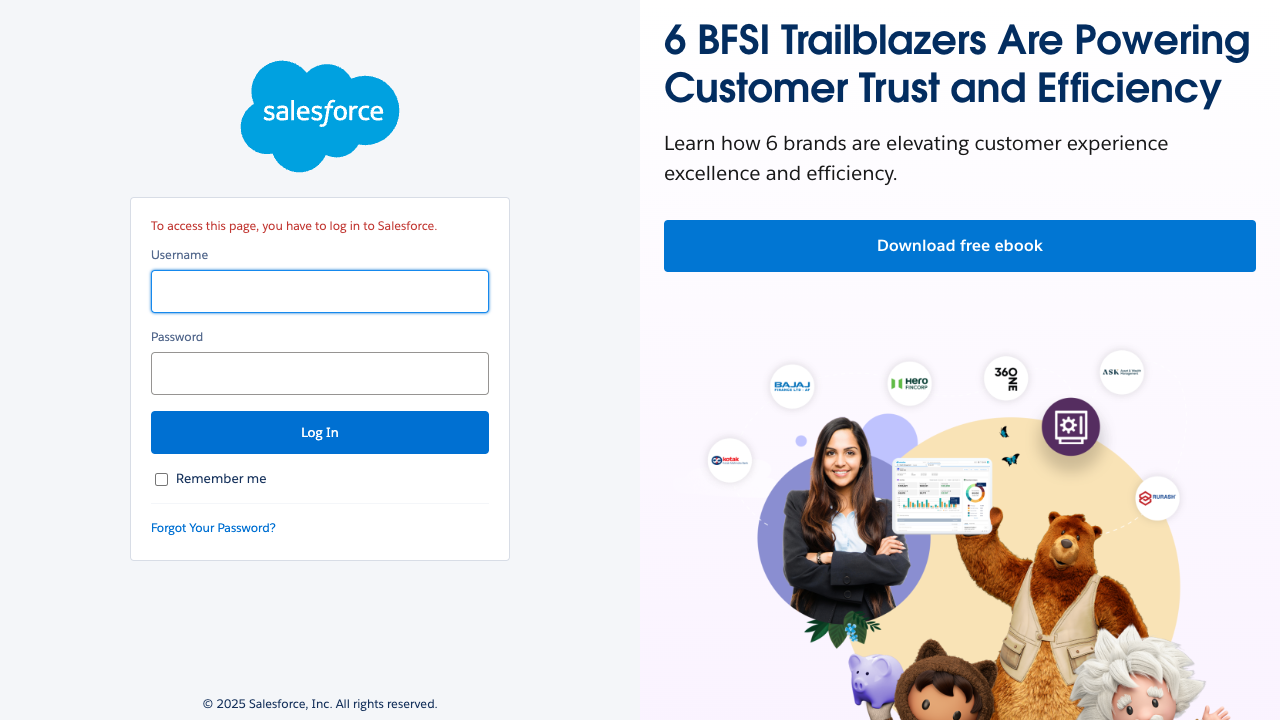 salesforce
To access this page, you have to log in to Salesforce.
Username
Password
Log In
Remember me
Forgot Your Password?
© 2025 Salesforce, Inc. All rights reserved.
6 BFSI Trailblazers Are Powering
Customer Trust and Efficiency
Learn how 6 brands are elevating customer experience
excellence and efficiency.
Download free ebook
BAJAJ
Hero
FINCORP
360
ONE
ASK
kotak